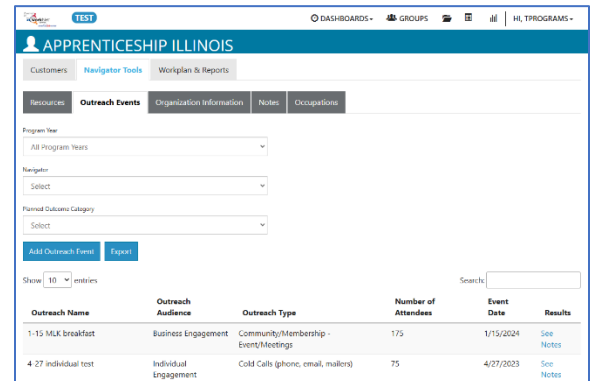 TEST
DASHBOARDS GROUPS HI, TPROGRAMS
APPRENTICESHIP ILLINOIS
Customers Navigator Tools Workplan & Reports
Resources Outreach Events Organization Information Notes Occupations
Program Year
All Program Years
Navigator
Select
Planned Outcome Category
Select
Add Outreach Event Export
Show 10 entries Search:
Outreach Name Outreach Audience Outreach Type Number of Attendees Event Date Results
1-15 MLK breakfast Business Engagement Community/Membership - Event/Meetings 175 1/15/2024 See Notes
4-27 individual test Individual Engagement Cold Calls (phone, email, mailers) 75 4/27/2023 See Notes